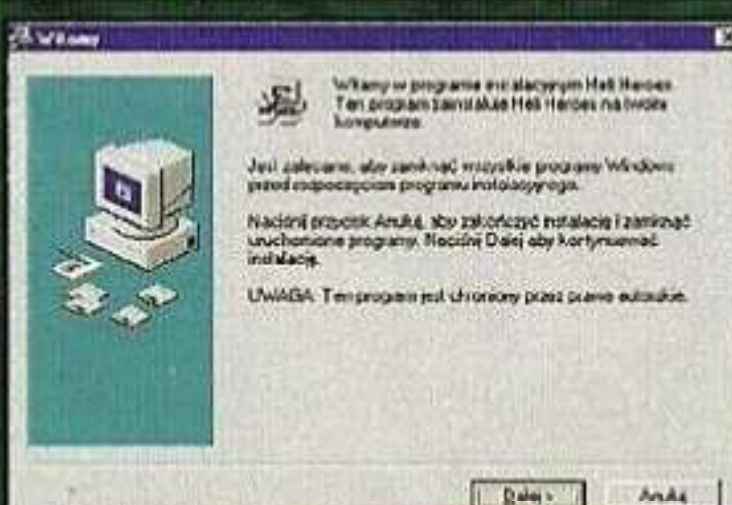 Witamy
Witamy w programie instalacyjnym Heli Heroes.
Ten program zainstaluje Heli Heroes na twoim
komputerze.
Jest zalecane, aby zamknąć wszystkie programy Windows
przed rozpoczęciem programu instalacyjnego.
Naciśnij przycisk Anuluj, aby zakończyć instalację i zamknąć
uruchomione programy. Naciśnij Dalej aby kontynuować
instalację.
UWAGA: Ten program jest chroniony przez prawo autorskie.
Dalej >
Anuluj